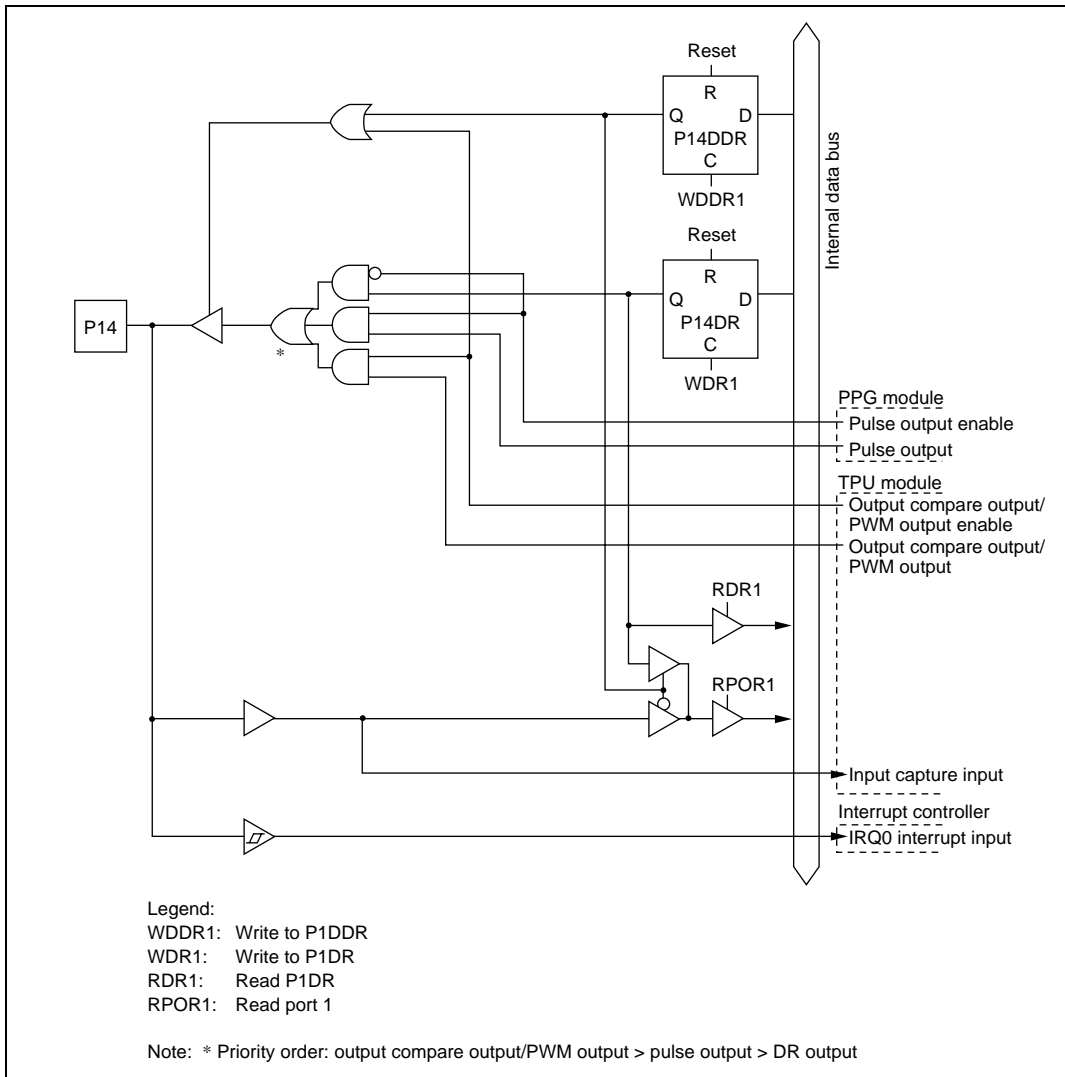 Reset
R
Q D
P14DDR
C
WDDR1
Internal data bus
Reset
R
Q D
P14DR
C
WDR1
P14
*
PPG module
Pulse output enable
Pulse output
TPU module
Output compare output/
PWM output enable
Output compare output/
PWM output
RDR1
RPOR1
Input capture input
Interrupt controller
IRQ0 interrupt input
Legend:
WDDR1: Write to P1DDR
WDR1: Write to P1DR
RDR1: Read P1DR
RPOR1: Read port 1
Note: * Priority order: output compare output/PWM output > pulse output > DR output